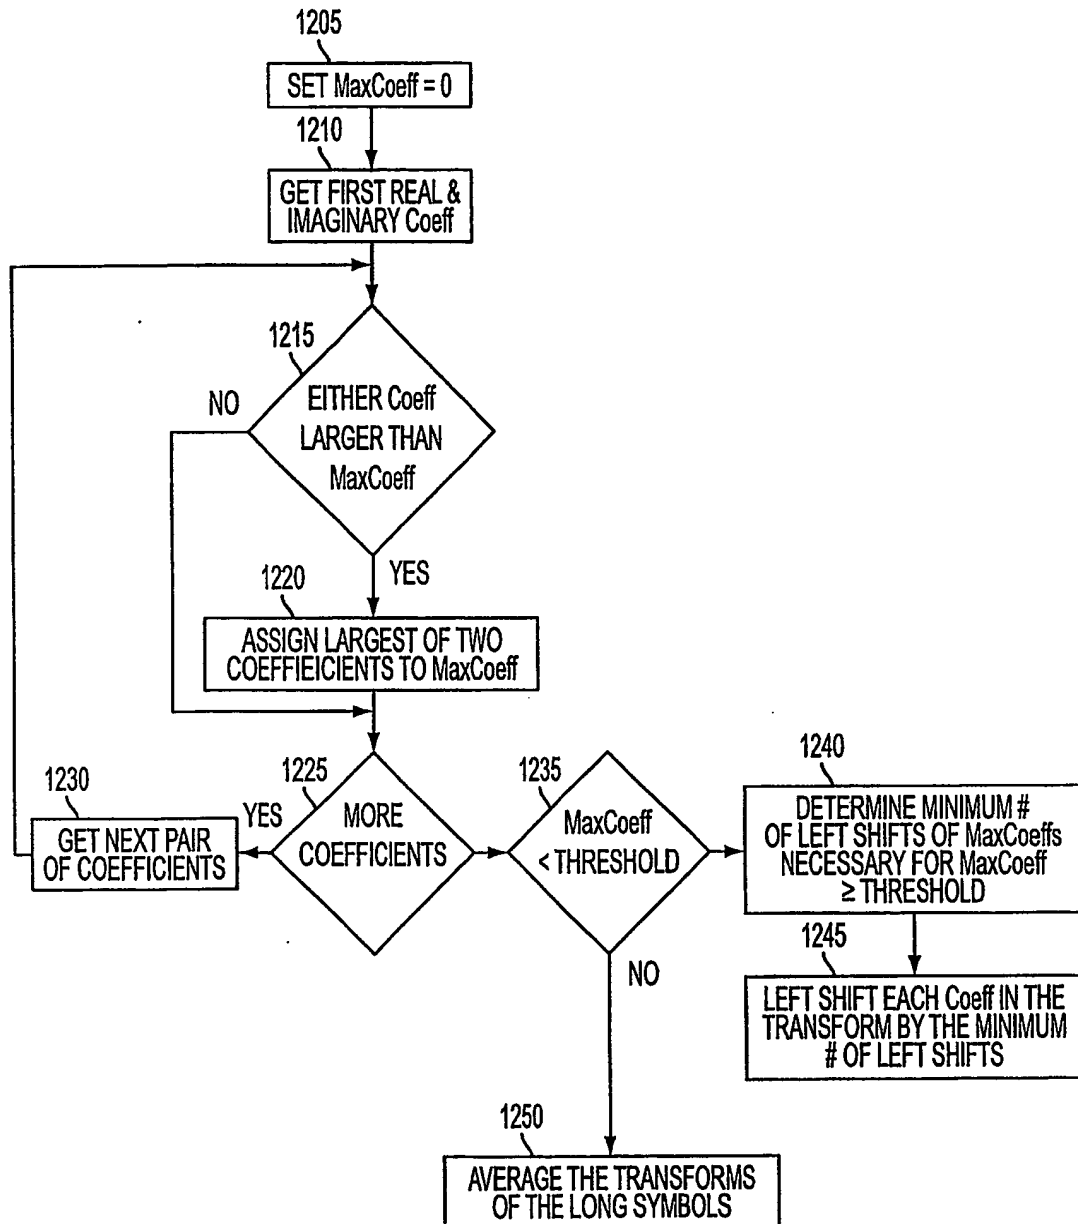 1205
SET MaxCoeff = 0
1210
GET FIRST REAL &
IMAGINARY Coeff
1215
NO
EITHER Coeff
LARGER THAN
MaxCoeff
YES
1220
ASSIGN LARGEST OF TWO
COEFFIEICIENTS TO MaxCoeff
1230
GET NEXT PAIR
OF COEFFICIENTS
YES
1225
MORE
COEFFICIENTS
1235
MaxCoeff
< THRESHOLD
NO
1240
DETERMINE MINIMUM #
OF LEFT SHIFTS OF MaxCoeffs
NECESSARY FOR MaxCoeff
≥ THRESHOLD
1245
LEFT SHIFT EACH Coeff IN THE
TRANSFORM BY THE MINIMUM
# OF LEFT SHIFTS
1250
AVERAGE THE TRANSFORMS
OF THE LONG SYMBOLS